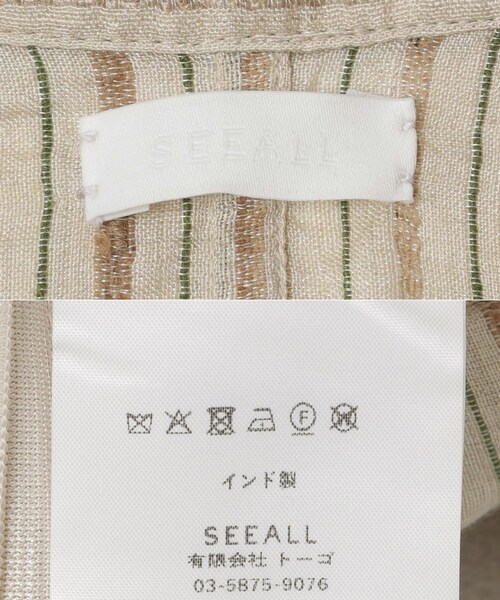 SEEALL
インド製
SEEALL
有限会社 トーゴ
03-5875-9076